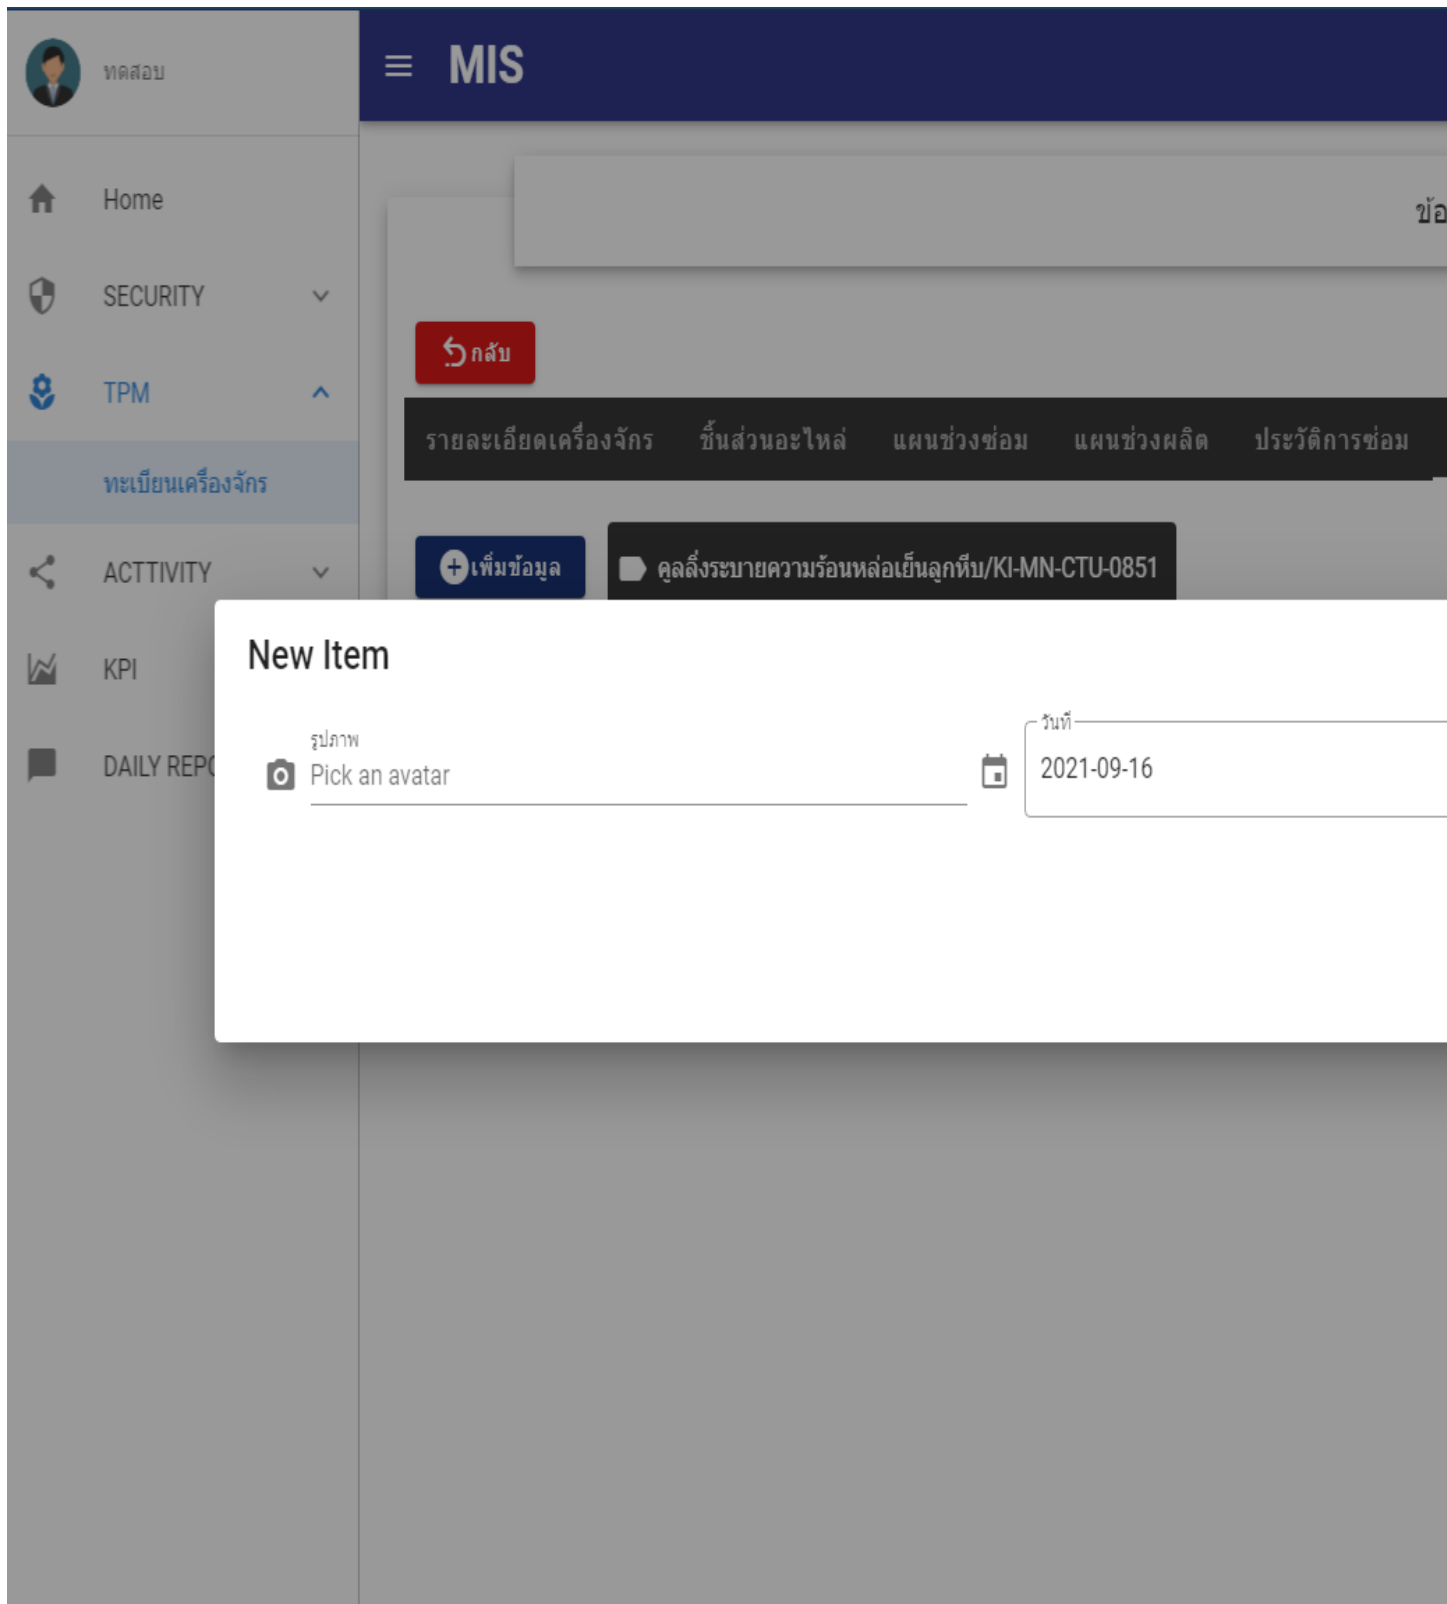 ทดสอบ
MIS
Home
ข้อ
SECURITY
กลับ
TPM
รายละเอียดเครื่องจักร ชิ้นส่วนอะไหล่ แผนช่วงซ่อม แผนช่วงผลิต ประวัติการซ่อม
ทะเบียนเครื่องจักร
ACTTIVITY
เพิ่มข้อมูล
คูลลิ่งระบายความร้อนหล่อเย็นลูกหีบ/KI-MN-CTU-0851
New Item
KPI
รูปภาพ
Pick an avatar
วันที่
2021-09-16
DAILY REPO